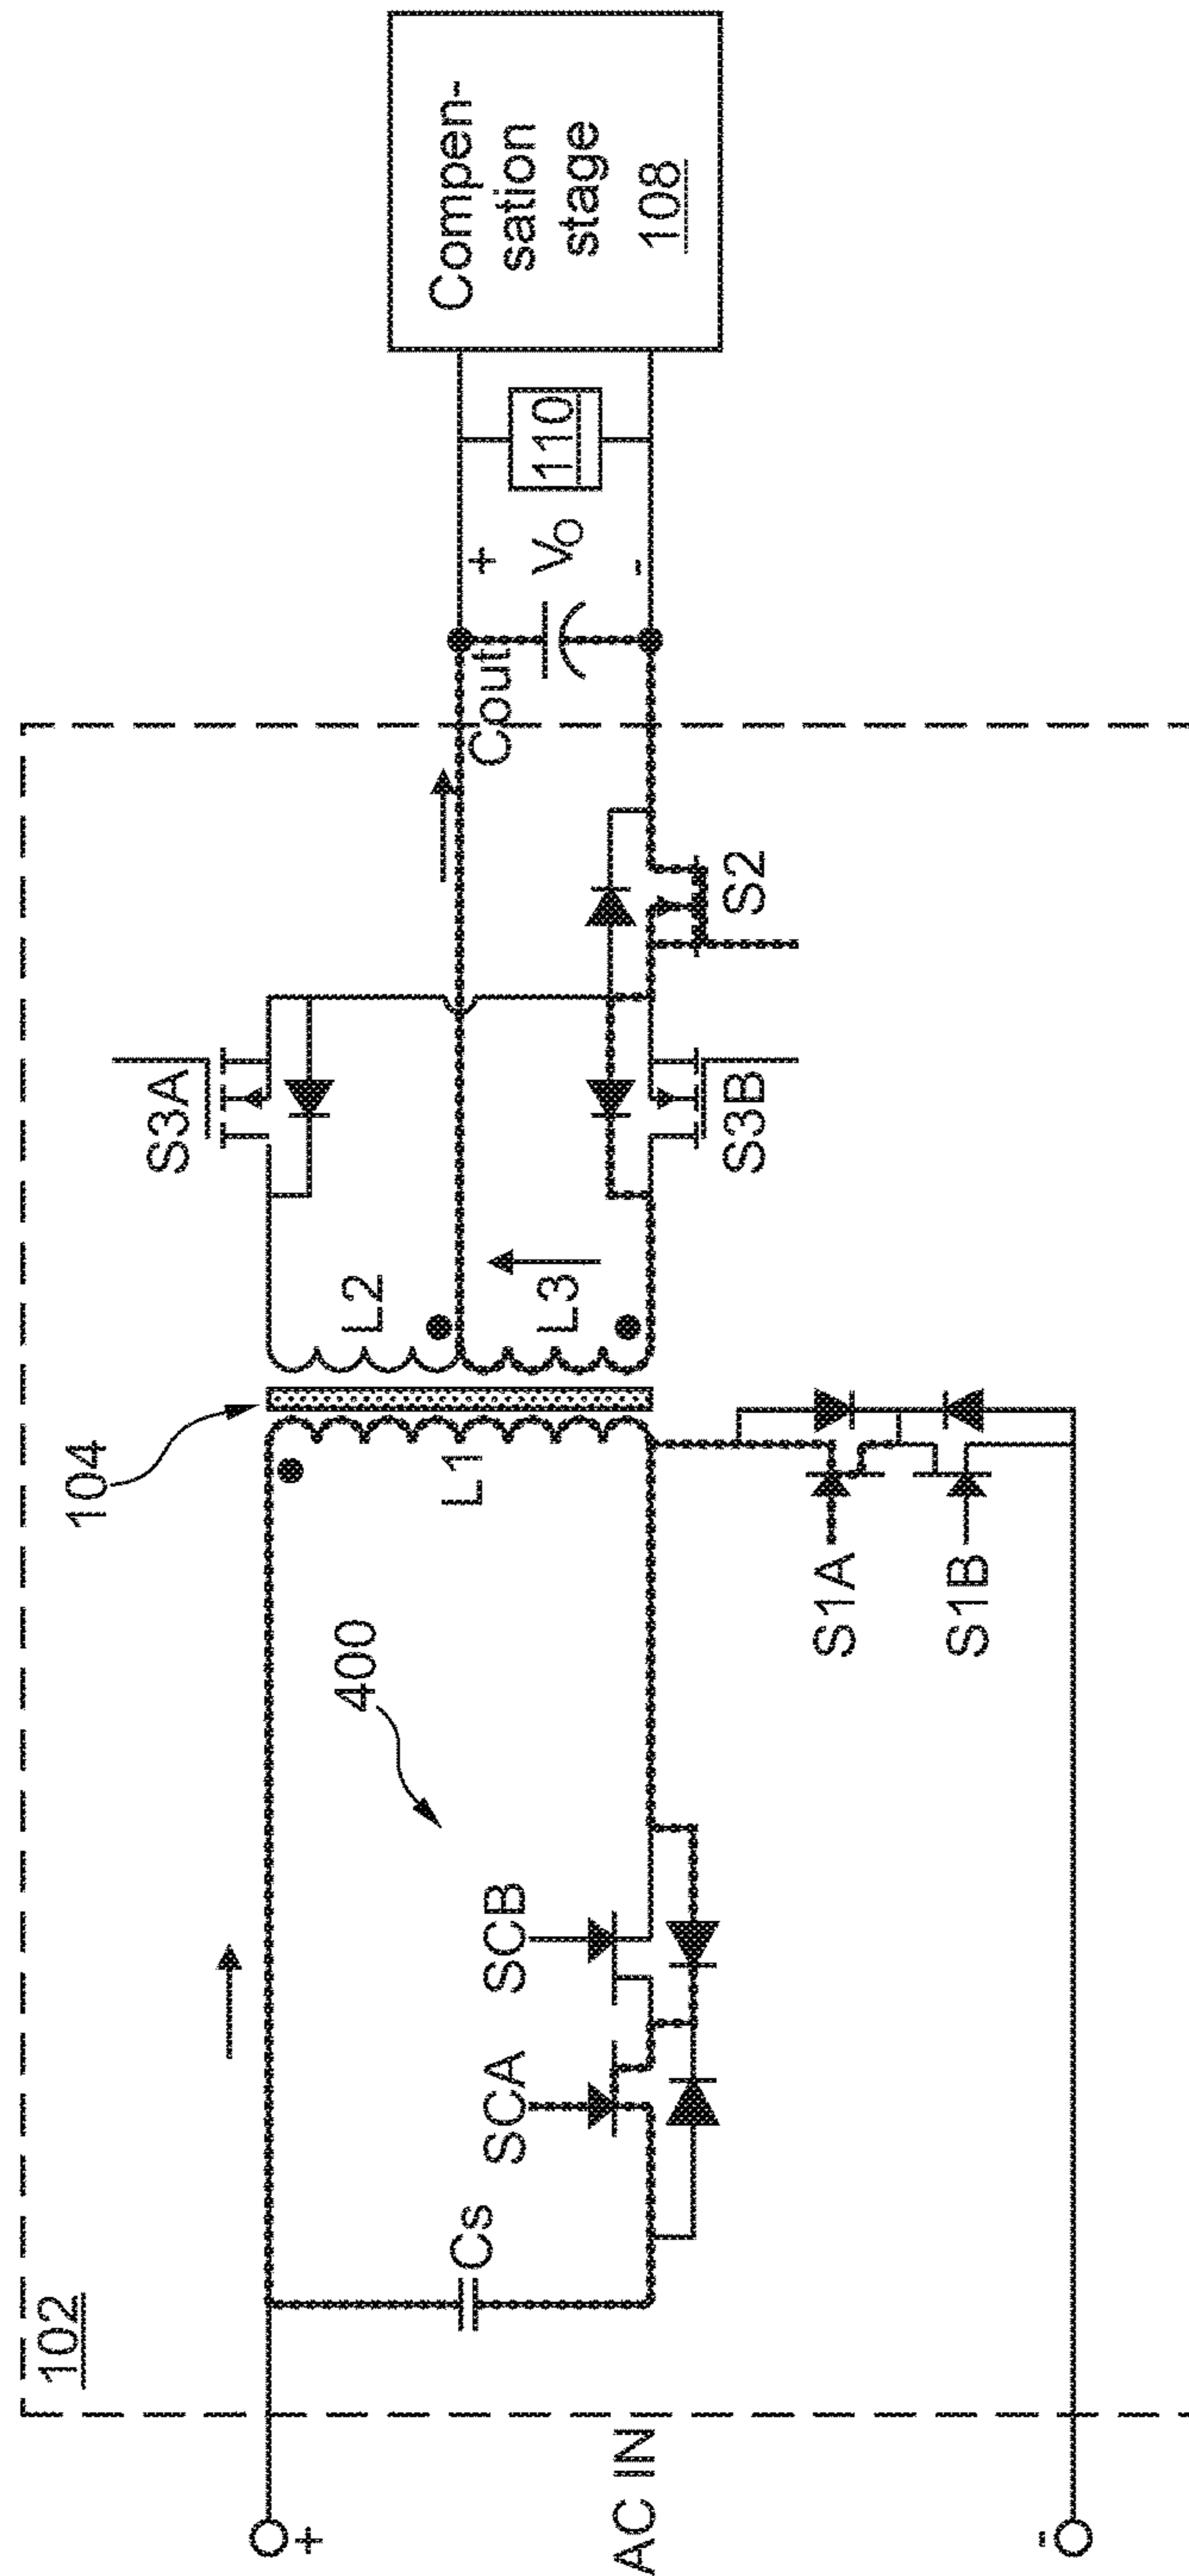 102
104
400
AC IN
+
-
Cs
SCA
SCB
L1
L2
L3
S1A
S1B
S3A
S3B
S2
Cout
+
Vo
-
110
Compen-
sation
stage
108